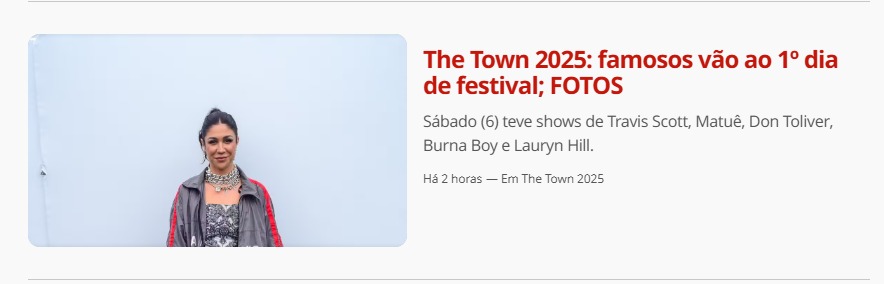 The Town 2025: famosos vão ao 1º dia
de festival; FOTOS
Sábado (6) teve shows de Travis Scott, Matuê, Don Toliver,
Burna Boy e Lauryn Hill.
Há 2 horas — Em The Town 2025